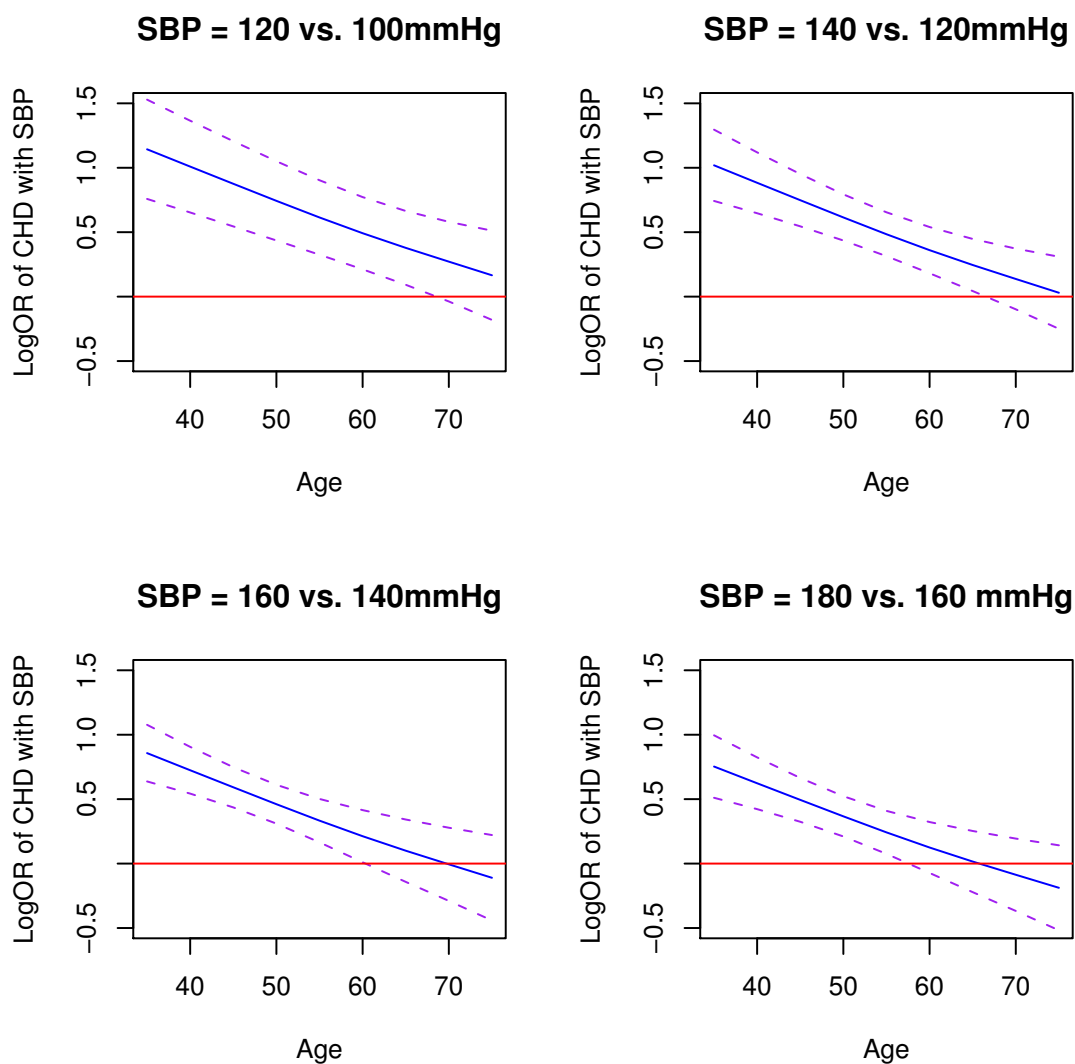 SBP = 120 vs. 100mmHg
LogOR of CHD with SBP
1.5
1.0
0.5
−0.5
40 50 60 70
Age
SBP = 140 vs. 120mmHg
LogOR of CHD with SBP
1.5
1.0
0.5
−0.5
40 50 60 70
Age
SBP = 160 vs. 140mmHg
LogOR of CHD with SBP
1.5
1.0
0.5
−0.5
40 50 60 70
Age
SBP = 180 vs. 160 mmHg
LogOR of CHD with SBP
1.5
1.0
0.5
−0.5
40 50 60 70
Age